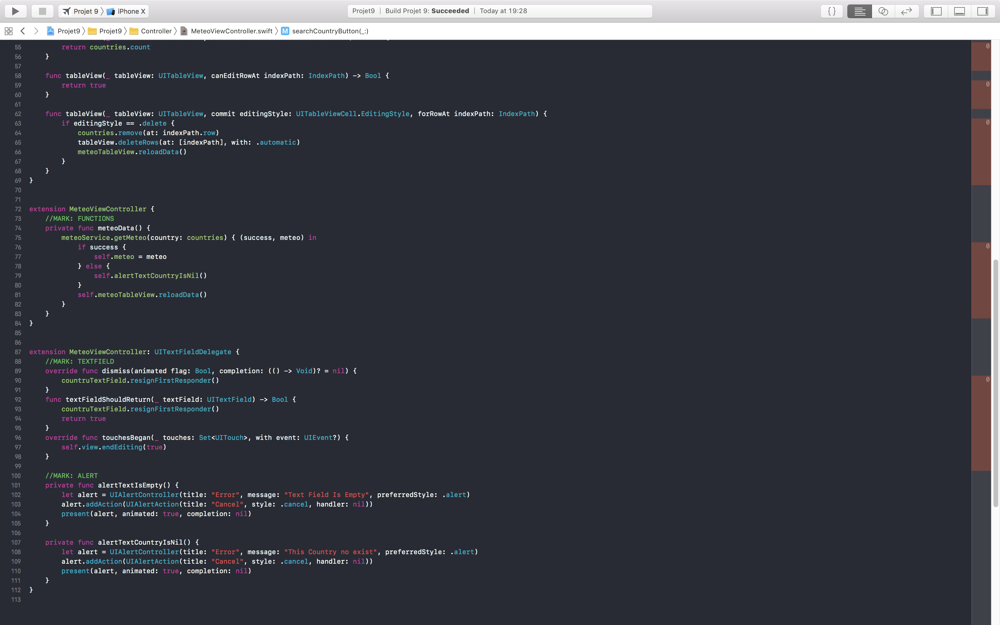 Projet 9 〉 iPhone X
Projet9 | Build Projet 9: Succeeded | Today at 19:28
{ }
Projet9 〉 Projet9 〉 Controller 〉 MeteoViewController.swift 〉 M searchCountryButton(_:)
55 return countries.count
56 }
57
58 func tableView(_ tableView: UITableView, canEditRowAt indexPath: IndexPath) -> Bool {
59 return true
60 }
61
62 func tableView(_ tableView: UITableView, commit editingStyle: UITableViewCell.EditingStyle, forRowAt indexPath: IndexPath) {
63 if editingStyle == .delete {
64 countries.remove(at: indexPath.row)
65 tableView.deleteRows(at: [indexPath], with: .automatic)
66 meteoTableView.reloadData()
67 }
68 }
69 }
70
71
72 extension MeteoViewController {
73 //MARK: FUNCTIONS
74 private func meteoData() {
75 meteoService.getMeteo(country: countries) { (success, meteo) in
76 if success {
77 self.meteo = meteo
78 } else {
79 self.alertTextCountryIsNil()
80 }
81 self.meteoTableView.reloadData()
82 }
83 }
84 }
85
86
87 extension MeteoViewController: UITextFieldDelegate {
88 //MARK: TEXTFIELD
89 override func dismiss(animated flag: Bool, completion: (() -> Void)? = nil) {
90 countruTextField.resignFirstResponder()
91 }
92 func textFieldShouldReturn(_ textField: UITextField) -> Bool {
93 countruTextField.resignFirstResponder()
94 return true
95 }
96 override func touchesBegan(_ touches: Set<UITouch>, with event: UIEvent?) {
97 self.view.endEditing(true)
98 }
99
100 //MARK: ALERT
101 private func alertTextIsEmpty() {
102 let alert = UIAlertController(title: "Error", message: "Text Field Is Empty", preferredStyle: .alert)
103 alert.addAction(UIAlertAction(title: "Cancel", style: .cancel, handler: nil))
104 present(alert, animated: true, completion: nil)
105 }
106
107 private func alertTextCountryIsNil() {
108 let alert = UIAlertController(title: "Error", message: "This Country no exist", preferredStyle: .alert)
109 alert.addAction(UIAlertAction(title: "Cancel", style: .cancel, handler: nil))
110 present(alert, animated: true, completion: nil)
111 }
112 }
113
0
0
0
0
0